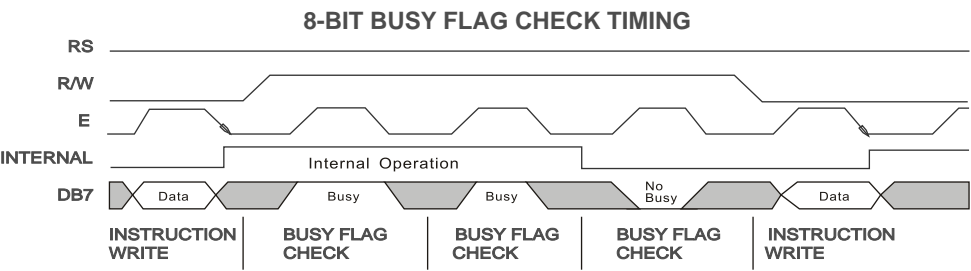 8-BIT BUSY FLAG CHECK TIMING
RS
R/W
E
INTERNAL
Internal Operation
DB7
Data
Busy
Busy
No
Busy
Data
INSTRUCTION
WRITE
BUSY FLAG
CHECK
BUSY FLAG
CHECK
BUSY FLAG
CHECK
INSTRUCTION
WRITE